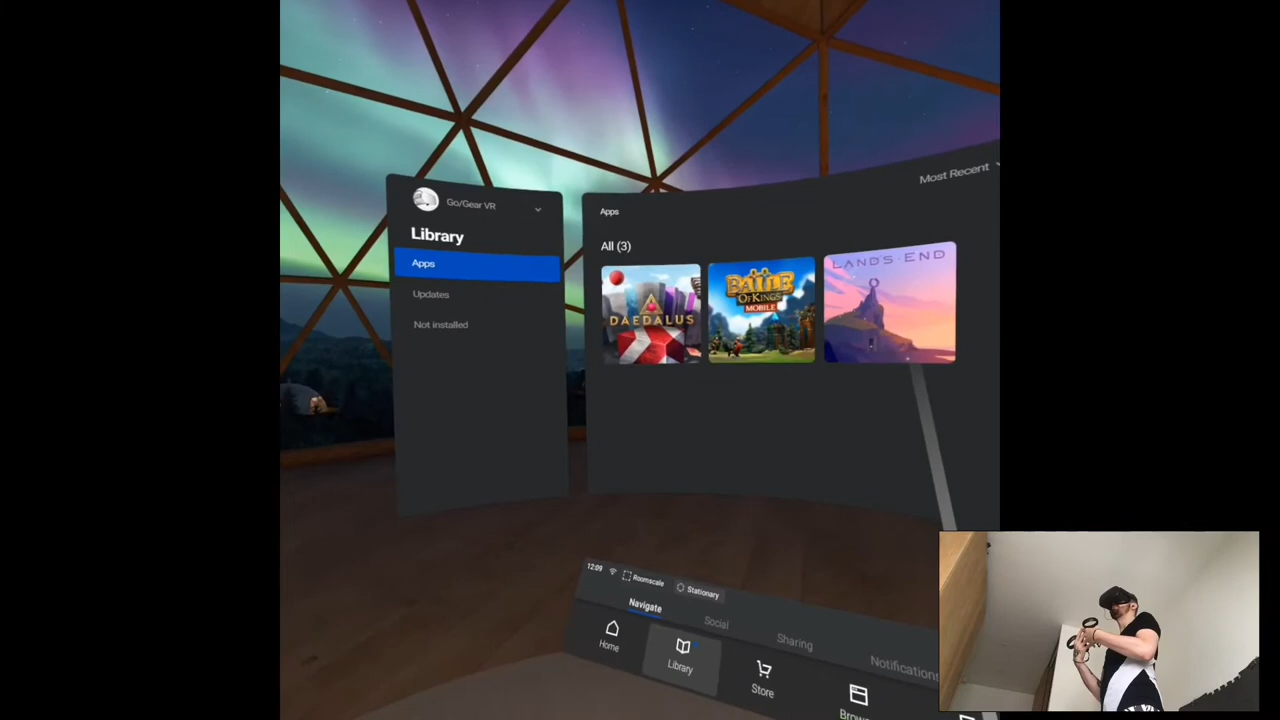 Go/Gear VR
Library
Apps
Updates
Not installed
Most Recent
Apps
All (3)
DAEDALUS
BATTLE
OF KINGS
MOBILE
LAND'S END
12:09
Roomscale
Stationary
Navigate
Social
Sharing
Notifications
Home
Library
Store